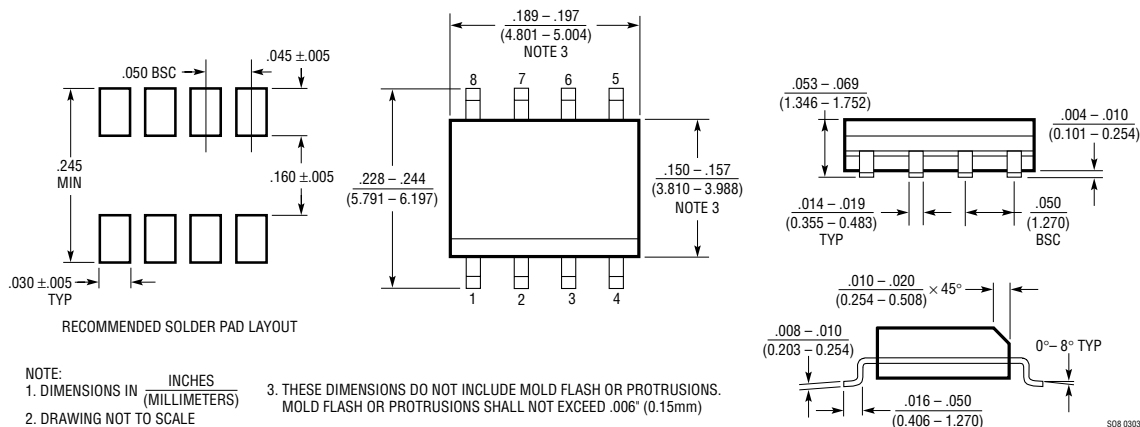 .050 BSC
.045 ±.005
.245
MIN
.160 ±.005
.030 ±.005
TYP
RECOMMENDED SOLDER PAD LAYOUT
.189 – .197
(4.801 – 5.004)
NOTE 3
8 7 6 5
.228 – .244
(5.791 – 6.197)
.150 – .157
(3.810 – 3.988)
NOTE 3
1 2 3 4
.053 – .069
(1.346 – 1.752)
.004 – .010
(0.101 – 0.254)
.014 – .019
(0.355 – 0.483)
TYP
.050
(1.270)
BSC
.010 – .020
(0.254 – 0.508)
× 45°
.008 – .010
(0.203 – 0.254)
0°– 8° TYP
.016 – .050
(0.406 – 1.270)
NOTE:
1. DIMENSIONS IN INCHES
(MILLIMETERS)
2. DRAWING NOT TO SCALE
3. THESE DIMENSIONS DO NOT INCLUDE MOLD FLASH OR PROTRUSIONS.
MOLD FLASH OR PROTRUSIONS SHALL NOT EXCEED .006" (0.15mm)
SO8 0303